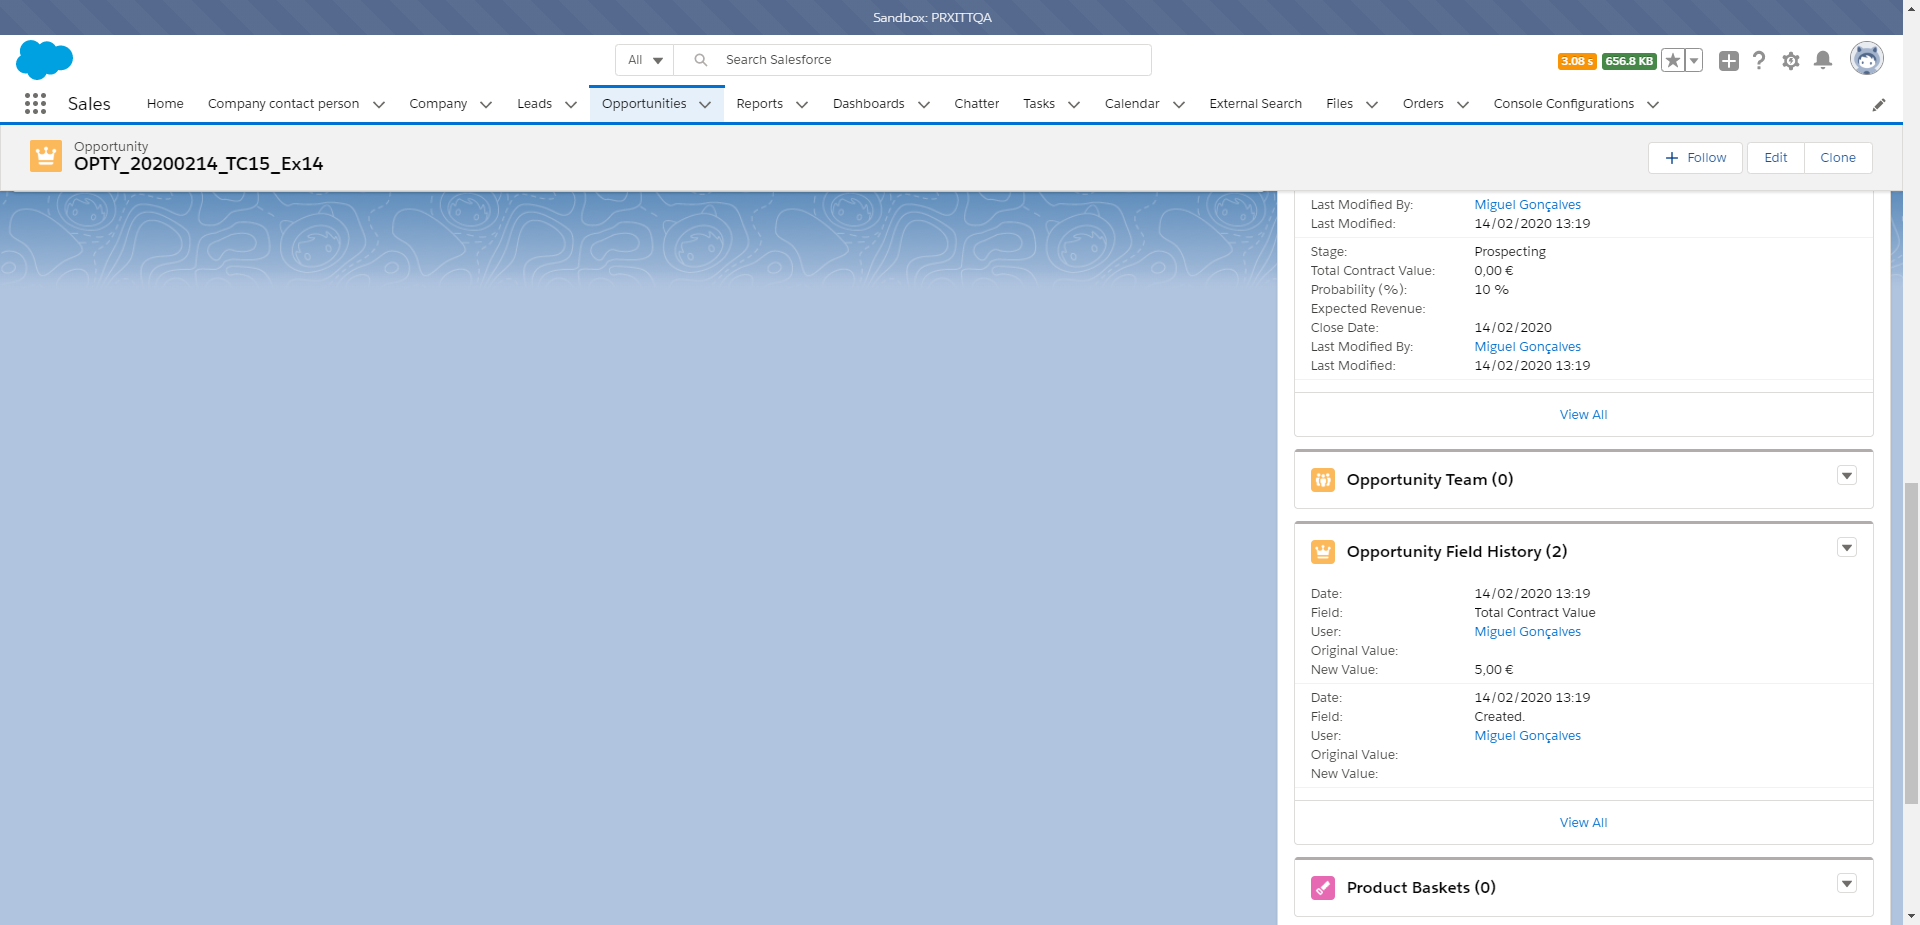 Sandbox: PRXITTQA
All
Search Salesforce
3.08 s
656.8 KB
Sales
Home
Company contact person
Company
Leads
Opportunities
Reports
Dashboards
Chatter
Tasks
Calendar
External Search
Files
Orders
Console Configurations
Opportunity
OPTY_20200214_TC15_Ex14
Follow
Edit
Clone
Last Modified By: Miguel Gonçalves
Last Modified: 14/02/2020 13:19
Stage: Prospecting
Total Contract Value: 0,00 €
Probability (%): 10 %
Expected Revenue:
Close Date: 14/02/2020
Last Modified By: Miguel Gonçalves
Last Modified: 14/02/2020 13:19
View All
Opportunity Team (0)
Opportunity Field History (2)
Date: 14/02/2020 13:19
Field: Total Contract Value
User: Miguel Gonçalves
Original Value:
New Value: 5,00 €
Date: 14/02/2020 13:19
Field: Created.
User: Miguel Gonçalves
Original Value:
New Value:
View All
Product Baskets (0)